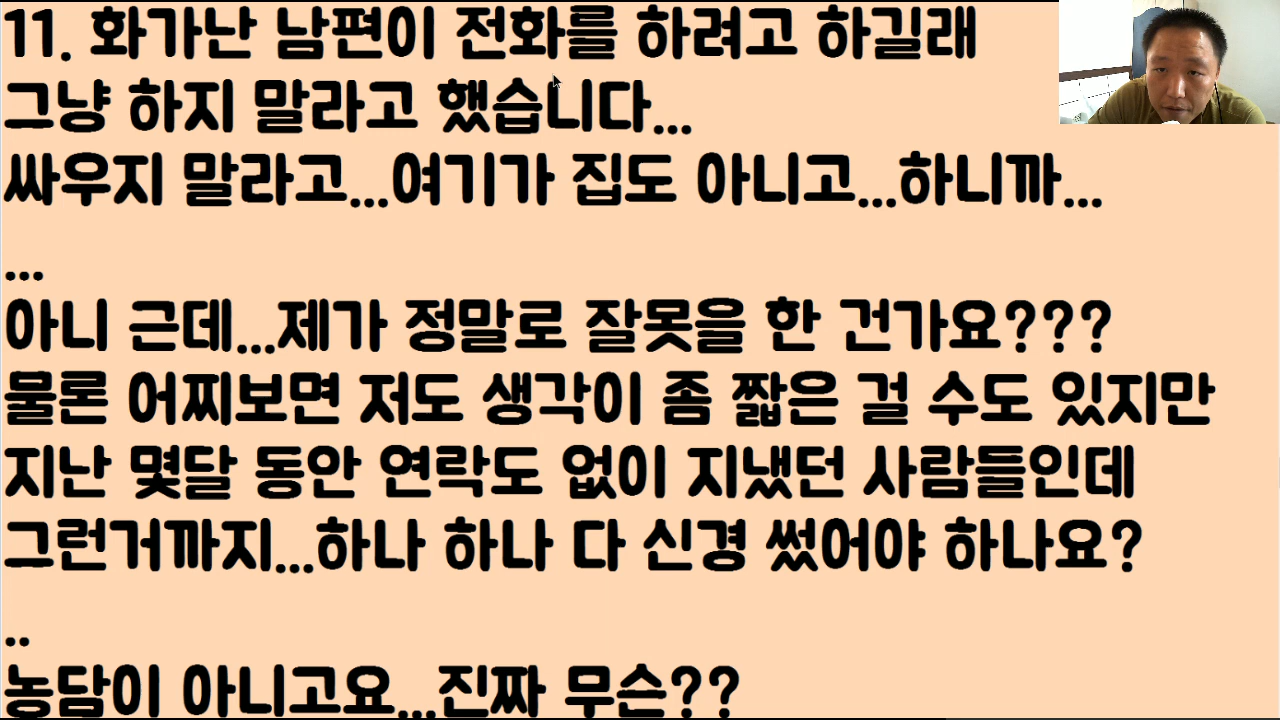 11. 화가난 남편이 전화를 하려고 하길래
그냥 하지 말라고 했습니다...
싸우지 말라고...여기가 집도 아니고...하니까...
...
아니 근데...제가 정말로 잘못을 한 건가요???
물론 어찌보면 저도 생각이 좀 짧은 걸 수도 있지만
지난 몇달 동안 연락도 없이 지냈던 사람들인데
그런거까지...하나 하나 다 신경 썼어야 하나요?
..
농담이 아니고요...진짜 무슨??